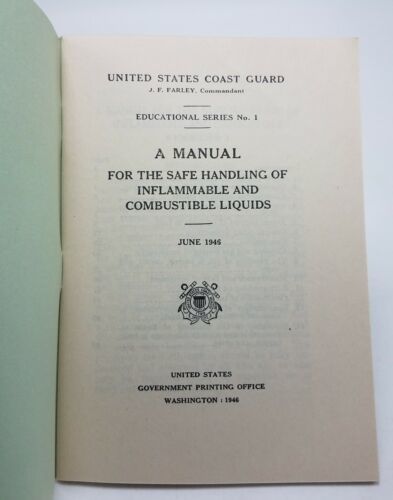 UNITED STATES COAST GUARD
J. F. FARLEY, Commandant
EDUCATIONAL SERIES No. 1
A MANUAL
FOR THE SAFE HANDLING OF
INFLAMMABLE AND
COMBUSTIBLE LIQUIDS
JUNE 1946
UNITED STATES
GOVERNMENT PRINTING OFFICE
WASHINGTON : 1946